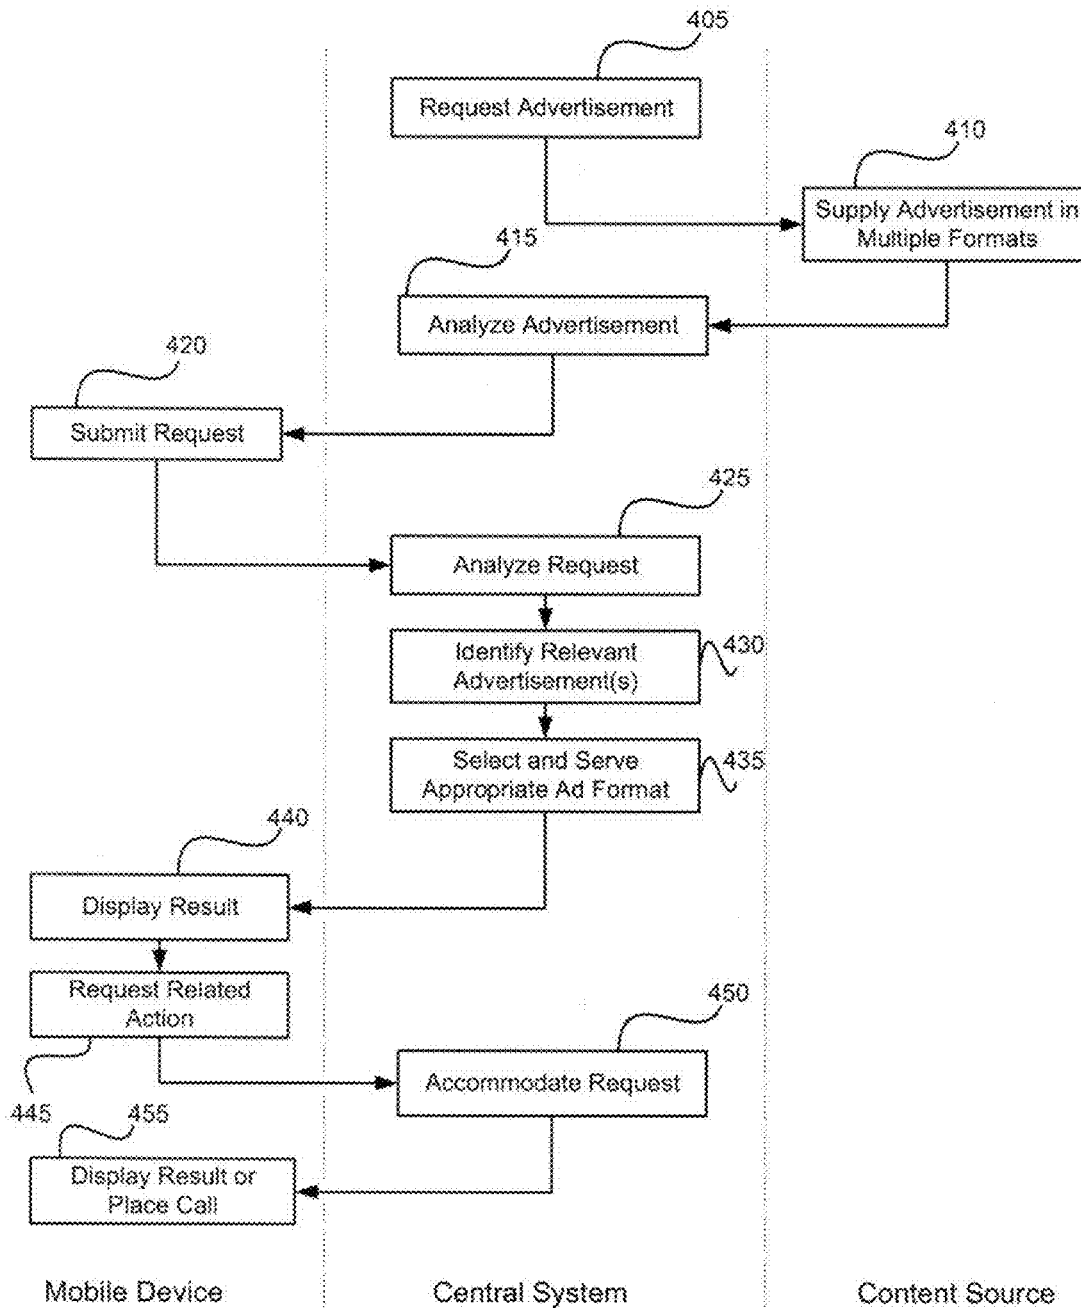 405
Request Advertisement
410
Supply Advertisement in
Multiple Formats
415
Analyze Advertisement
420
Submit Request
425
Analyze Request
Identify Relevant
Advertisement(s)
430
Select and Serve
Appropriate Ad Format
435
440
Display Result
Request Related
Action
445
450
Accommodate Request
455
Display Result or
Place Call
Mobile Device
Central System
Content Source